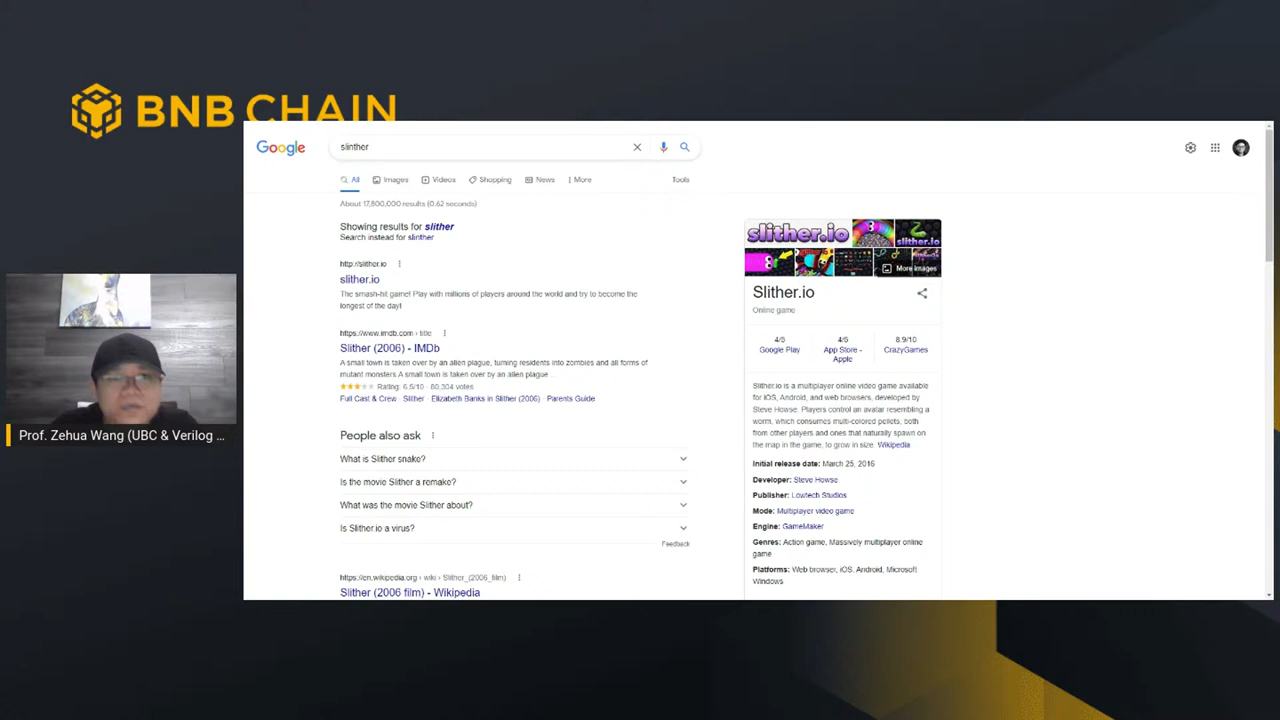 BNB CHAIN
Google
slinther
All
Images
Videos
Shopping
News
More
Tools
About 17,800,000 results (0.62 seconds)
Showing results for slither
Search instead for slinther
http://slither.io
slither.io
The smash-hit game! Play with millions of players around the world and try to become the
longest of the day!
https://www.imdb.com › title
Slither (2006) - IMDb
A small town is taken over by an alien plague, turning residents into zombies and all forms of
mutant monsters A small town is taken over by an alien plague ...
Rating: 6.5/10 · 80,304 votes
Full Cast & Crew · Slither · Elizabeth Banks in Slither (2006) · Parents Guide
People also ask
What is Slither snake?
Is the movie Slither a remake?
What was the movie Slither about?
Is Slither io a virus?
Feedback
https://en.wikipedia.org › wiki › Slither_(2006_film)
Slither (2006 film) - Wikipedia
slither.io
slither.io
More images
Slither.io
Online game
4/5
Google Play
4/5
App Store -
Apple
8.9/10
CrazyGames
Slither.io is a multiplayer online video game available
for iOS, Android, and web browsers, developed by
Steve Howse. Players control an avatar resembling a
worm, which consumes multi-colored pellets, both
from other players and ones that naturally spawn on
the map in the game, to grow in size. Wikipedia
Initial release date: March 25, 2016
Developer: Steve Howse
Publisher: Lowtech Studios
Mode: Multiplayer video game
Engine: GameMaker
Genres: Action game, Massively multiplayer online
game
Platforms: Web browser, iOS, Android, Microsoft
Windows
Prof. Zehua Wang (UBC & Verilog ...